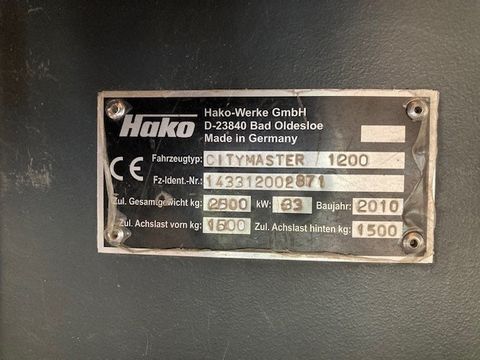 Hako
Hako-Werke GmbH
D-23840 Bad Oldesloe
Made in Germany
CE
Fahrzeugtyp: CITYMASTER / 1200
Fz-Ident.-Nr.: 143312002871
Zul. Gesamtgewicht kg: 2800 kW: 33 Baujahr: 2010
Zul. Achslast vorn kg: 1500 Zul. Achslast hinten kg: 1500